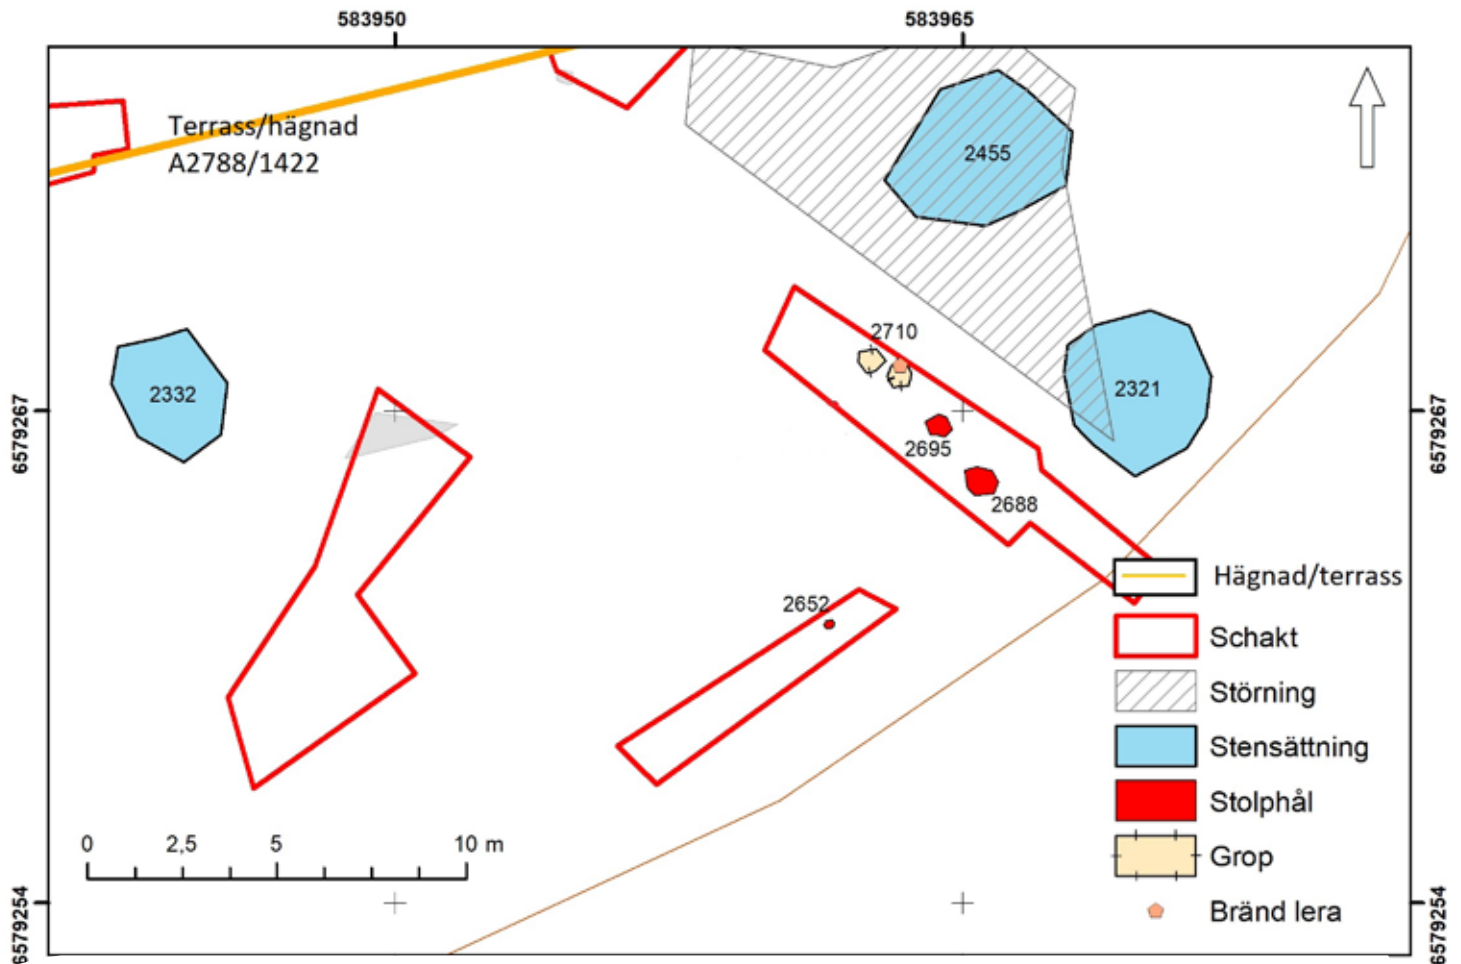 583950
583965
Terrass/hägnad
A2788/1422
2455
2710
2332
2321
6579267
6579267
2695
2688
2652
Hägnad/terrass
Schakt
Störning
Stensättning
Stolphål
Grop
Bränd lera
0 2,5 5 10 m
6579254
6579254